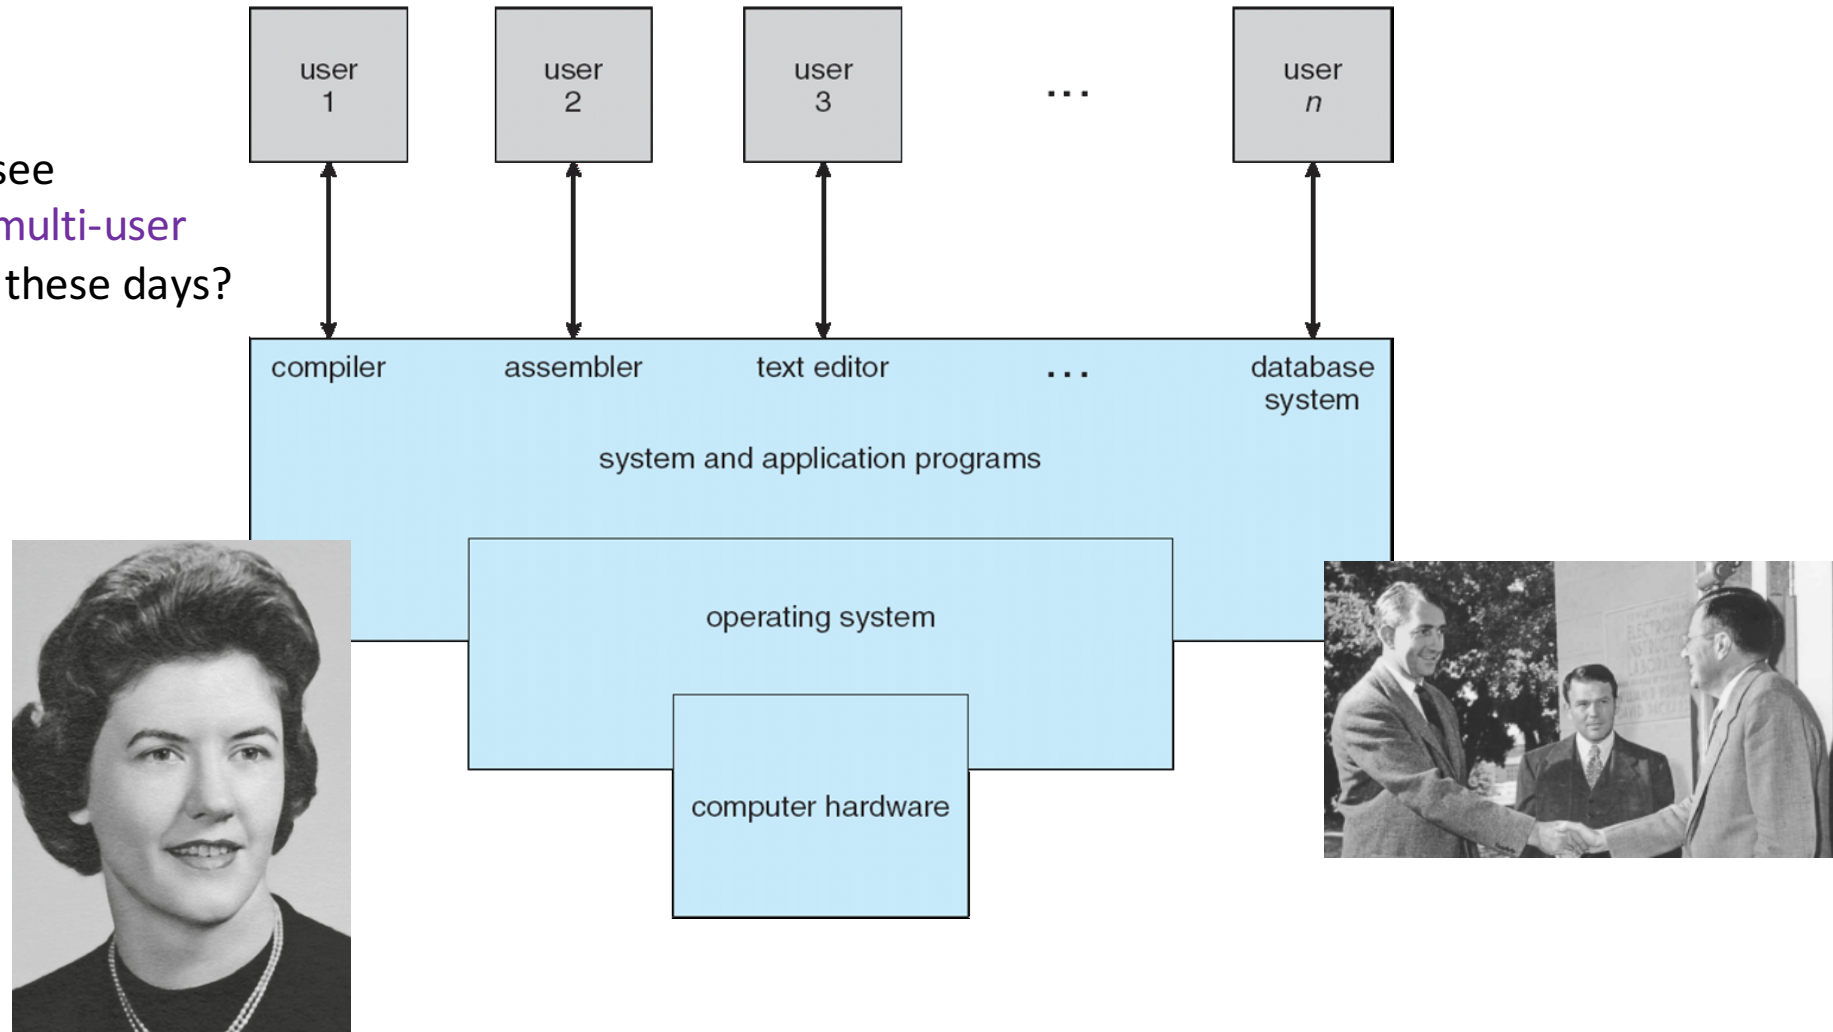 see
multi-user
these days?
user
1
user
2
user
3
...
user
n
compiler
assembler
text editor
...
database
system
system and application programs
operating system
computer hardware